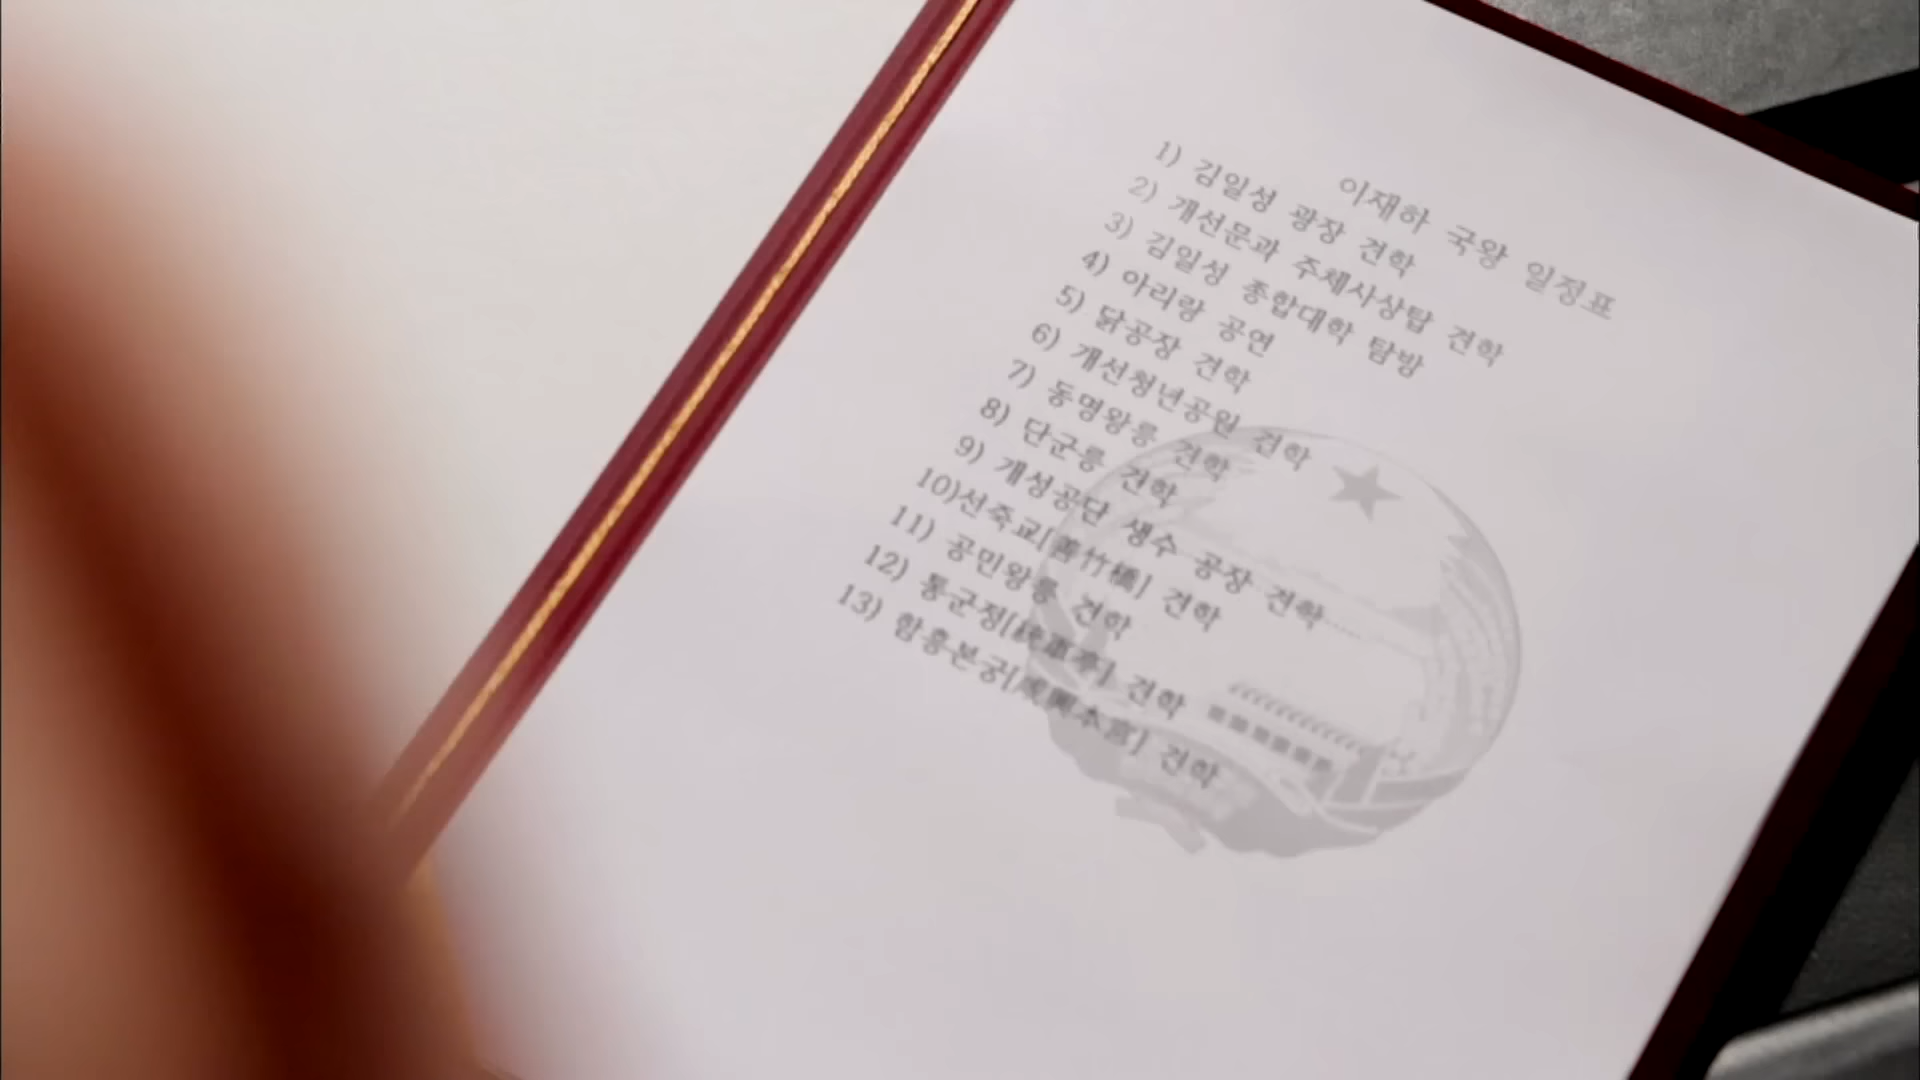 이재하 국왕 일정표
1) 김일성 광장 견학
2) 개선문과 주체사상탑 견학
3) 김일성 종합대학 탐방
4) 아리랑 공연
5) 닭공장 견학
6) 개선청년공원 견학
7) 동명왕릉 견학
8) 단군릉 견학
9) 개성공단 생수 공장 견학
10)선죽교[善竹橋] 견학
11) 공민왕릉 견학
12) 통군정[統軍亭] 견학
13) 함흥본궁[咸興本宮] 견학